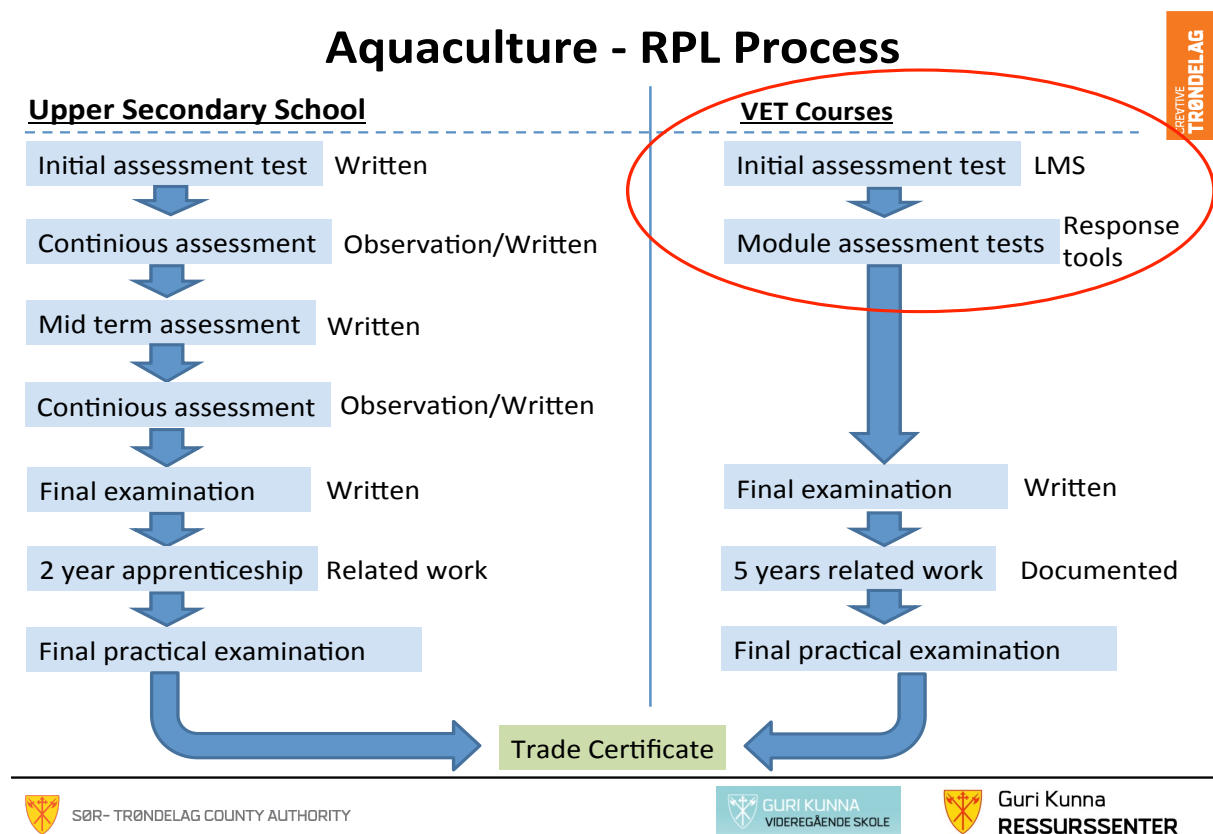 Aquaculture - RPL Process
CREATIVE
TRØNDELAG
Upper Secondary School
Initial assessment test Written
Continious assessment Observation/Written
Mid term assessment Written
Continious assessment Observation/Written
Final examination Written
2 year apprenticeship Related work
Final practical examination
VET Courses
Initial assessment test LMS
Module assessment tests Response
tools
Final examination Written
5 years related work Documented
Final practical examination
Trade Certificate
SØR- TRØNDELAG COUNTY AUTHORITY
GURI KUNNA
VIDEREGÅENDE SKOLE
Guri Kunna
RESSURSSENTER